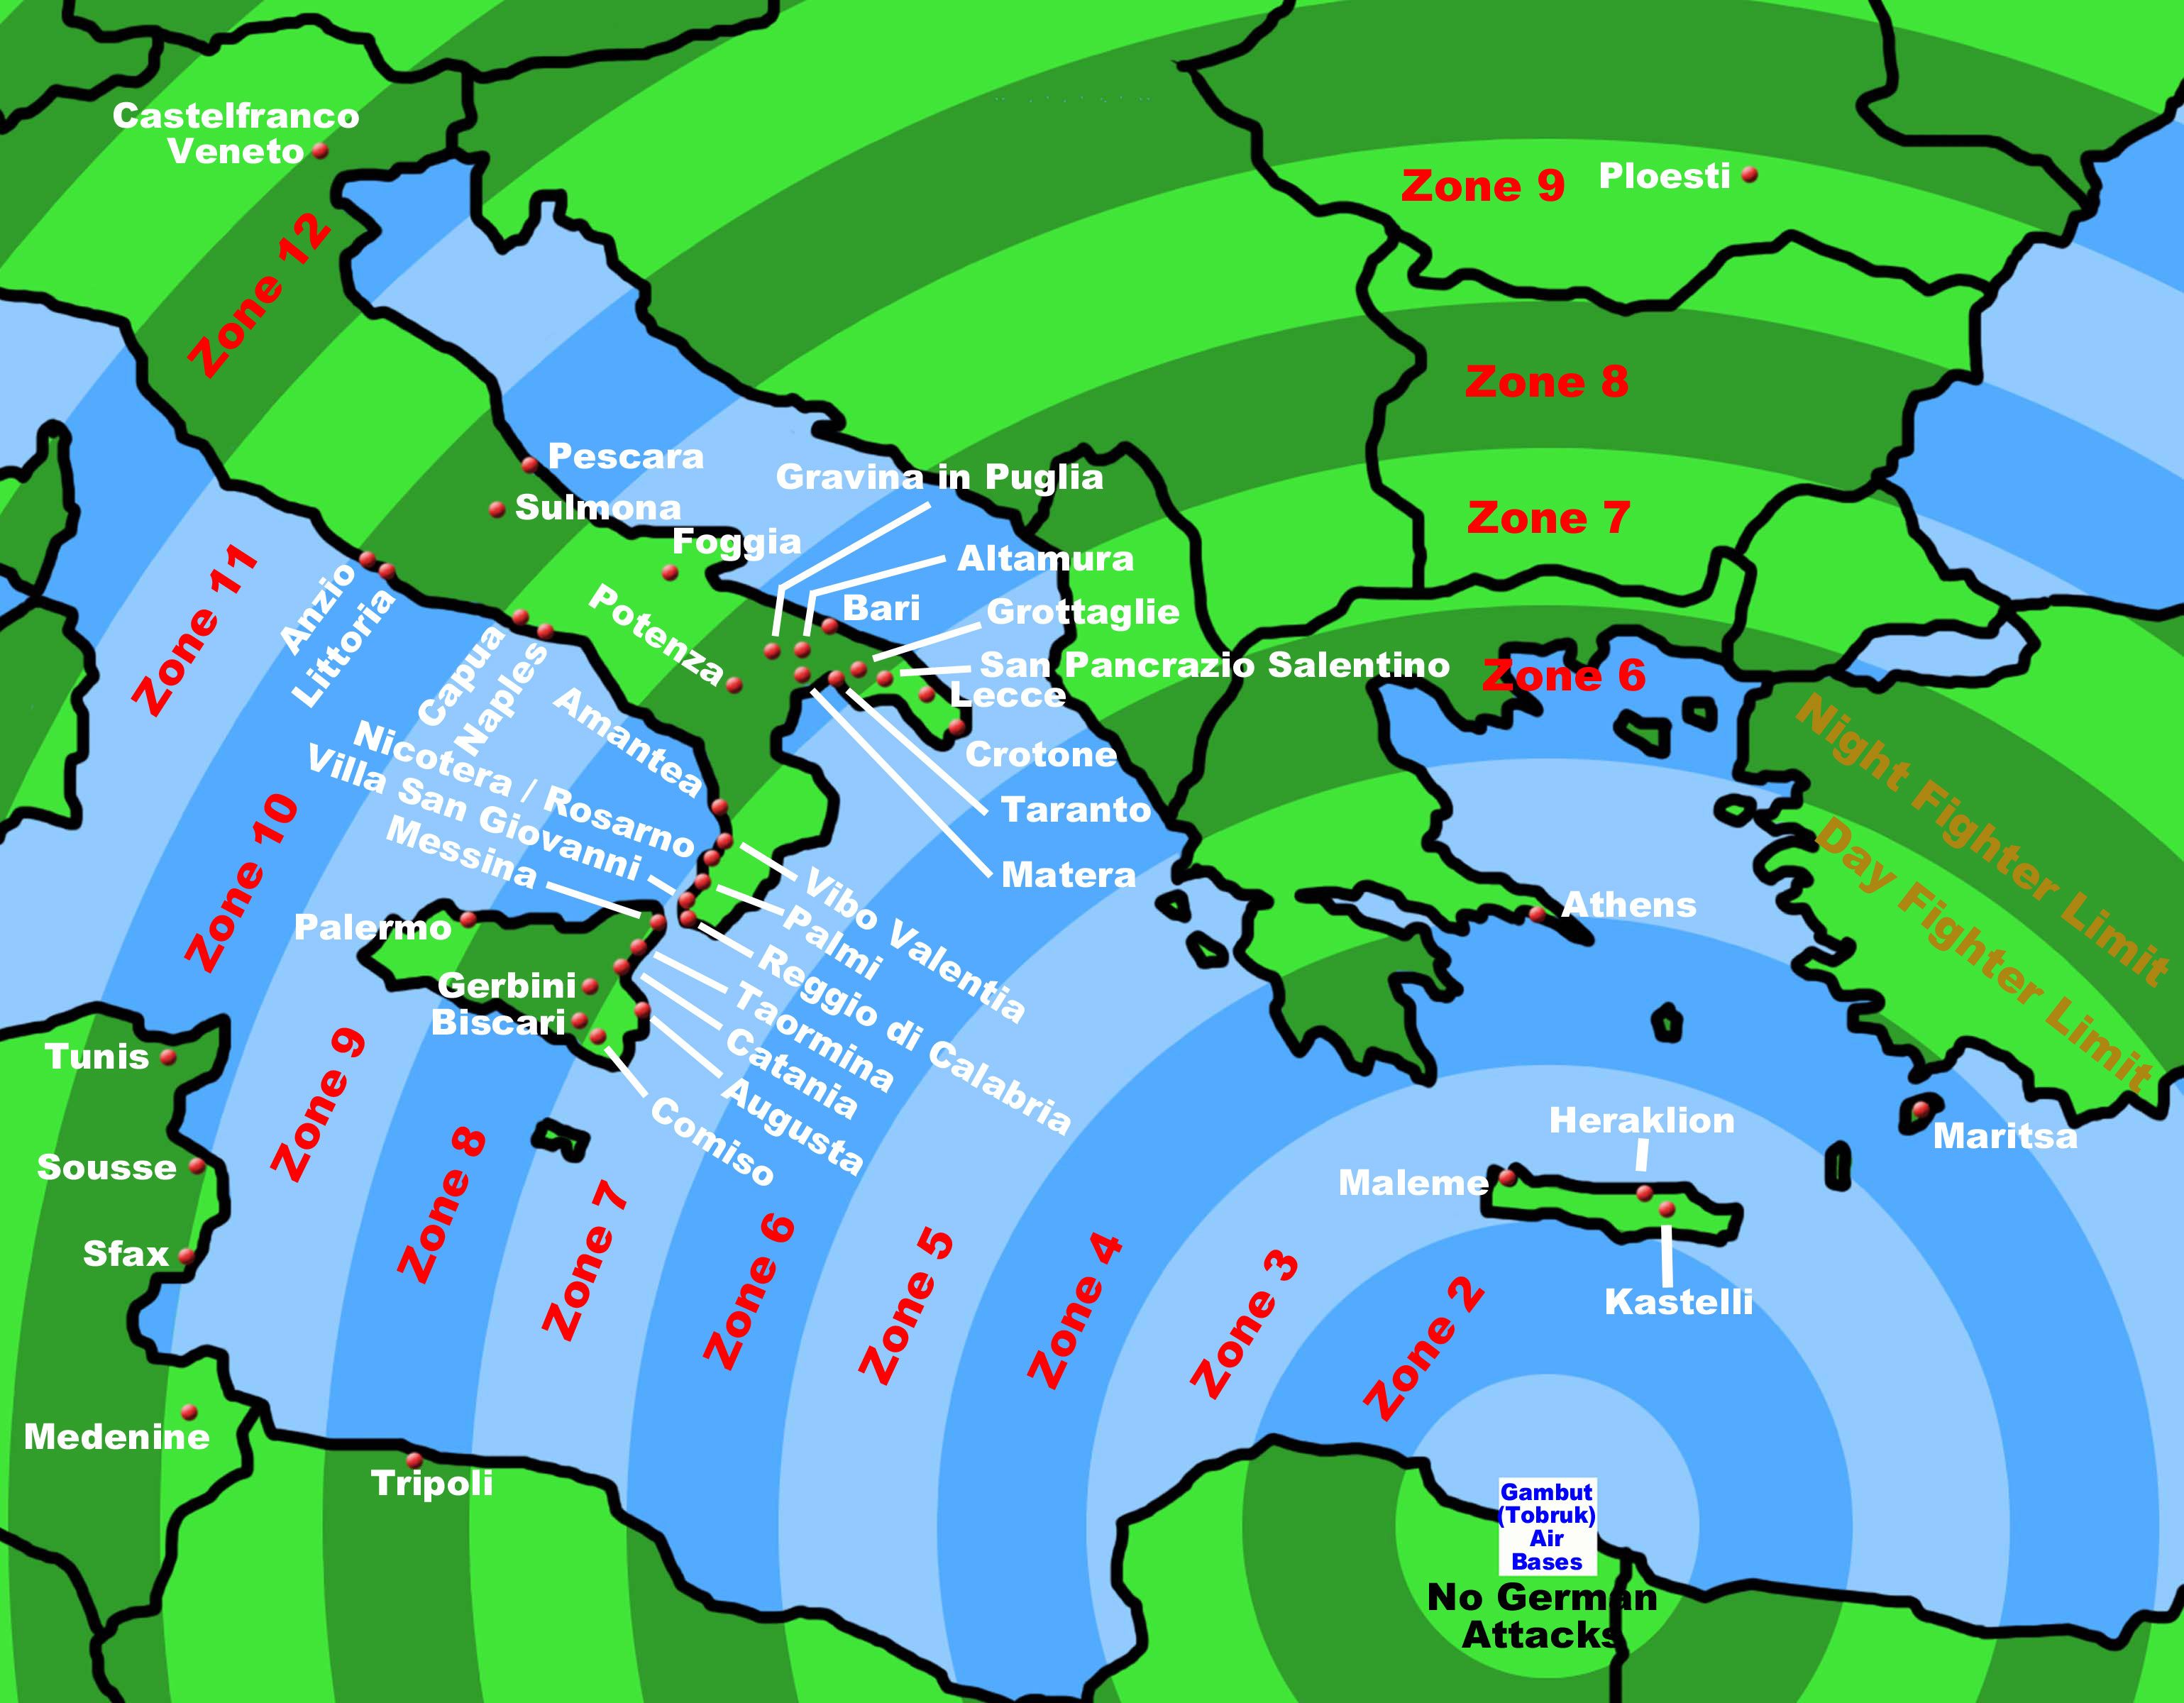 Castelfranco
Veneto
Zone 9
Ploesti
Zone 12
Zone 8
Pescara
Gravina in Puglia
Sulmona
Foggia
Zone 7
Altamura
Bari
Grottaglie
Zone 11
Anzio
Littoria
Potenza
San Pancrazio Salentino
Zone 6
Lecce
Capua
Naples
Amantea
Crotone
Night Fighter Limit
Day Fighter Limit
Nicotera / Rosarno
Villa San Giovanni
Messina
Taranto
Matera
Zone 10
Palermo
Vibo Valentia
Palmi
Reggio di Calabria
Athens
Gerbini
Biscari
Taormina
Catania
Augusta
Comiso
Tunis
Zone 9
Zone 8
Zone 7
Zone 6
Zone 5
Zone 4
Zone 3
Zone 2
Heraklion
Maritsa
Maleme
Sousse
Sfax
Kastelli
Medenine
Tripoli
Gambut
(Tobruk)
Air
Bases
No German
Attacks